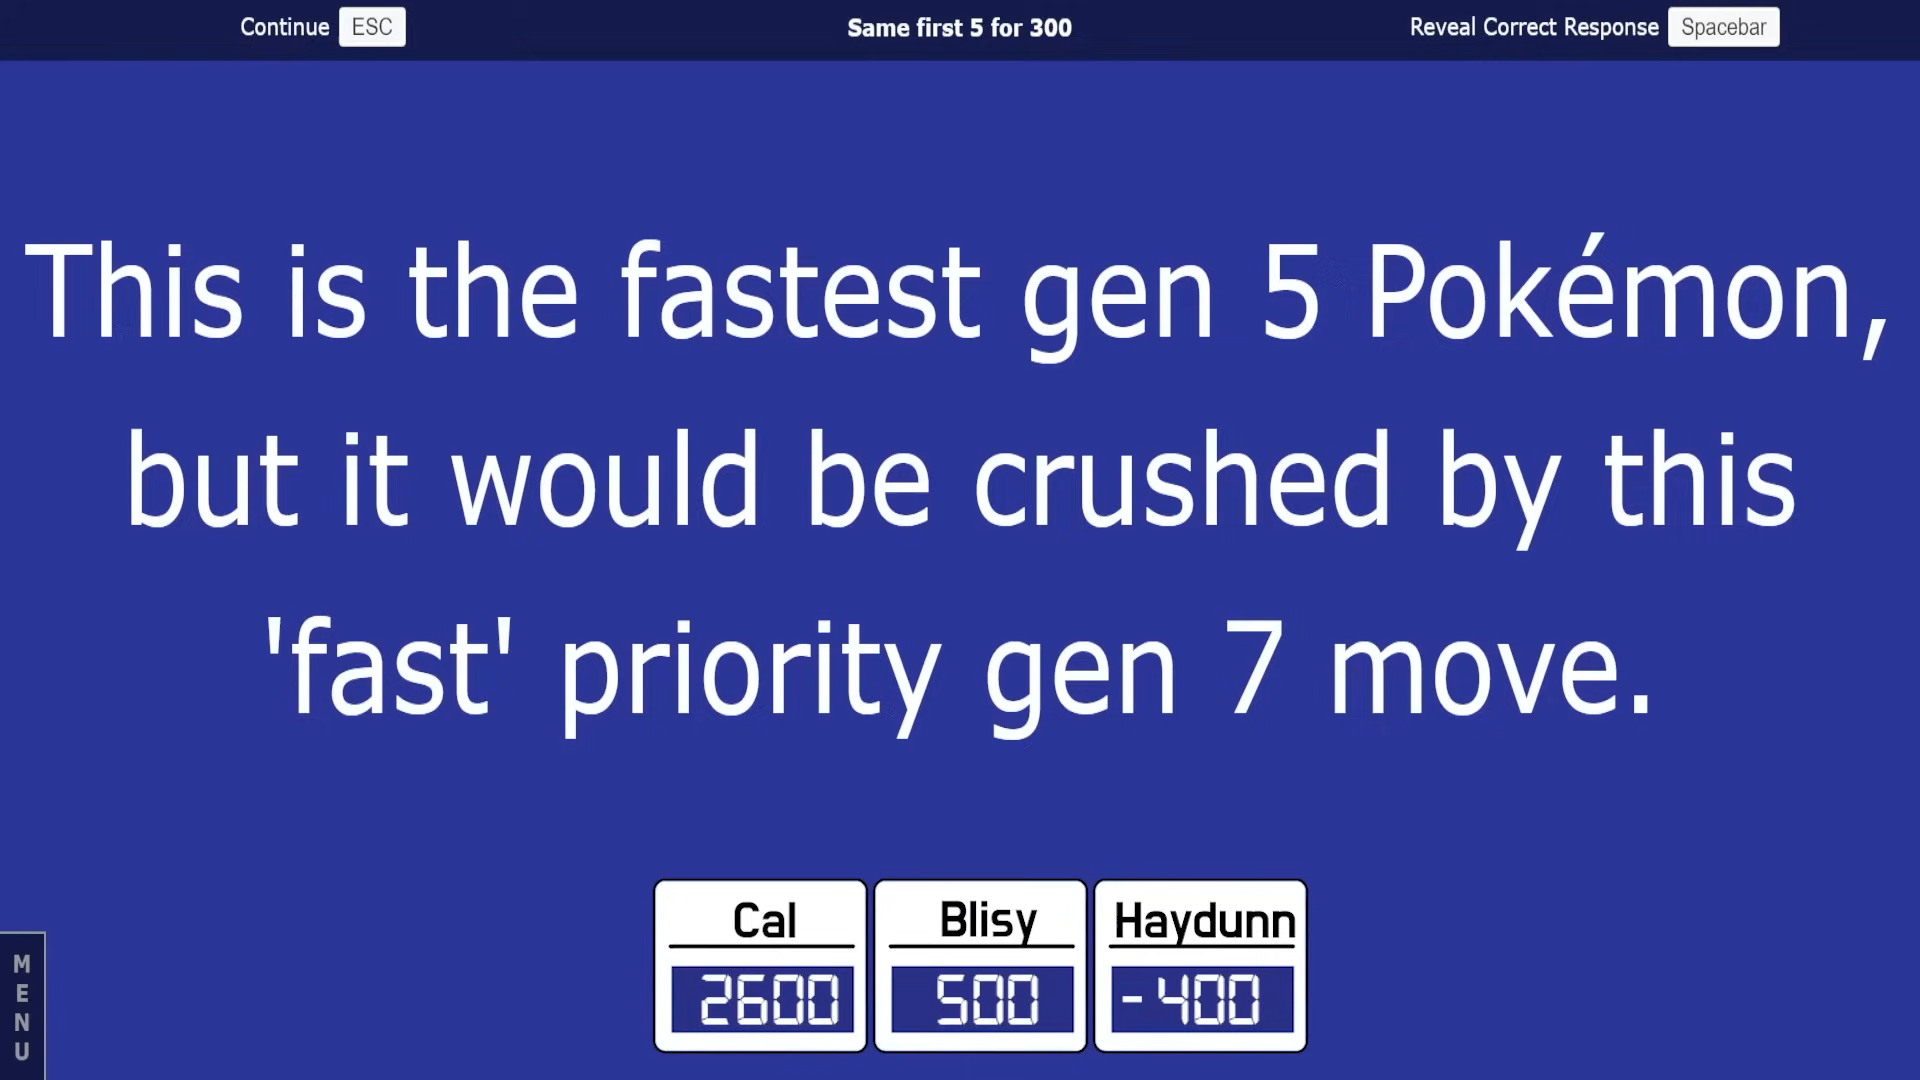 Continue ESC
Same first 5 for 300
Reveal Correct Response Spacebar
This is the fastest gen 5 Pokémon,
but it would be crushed by this
'fast' priority gen 7 move.
Cal
2600
Blisy
500
Haydunn
-400
MENU